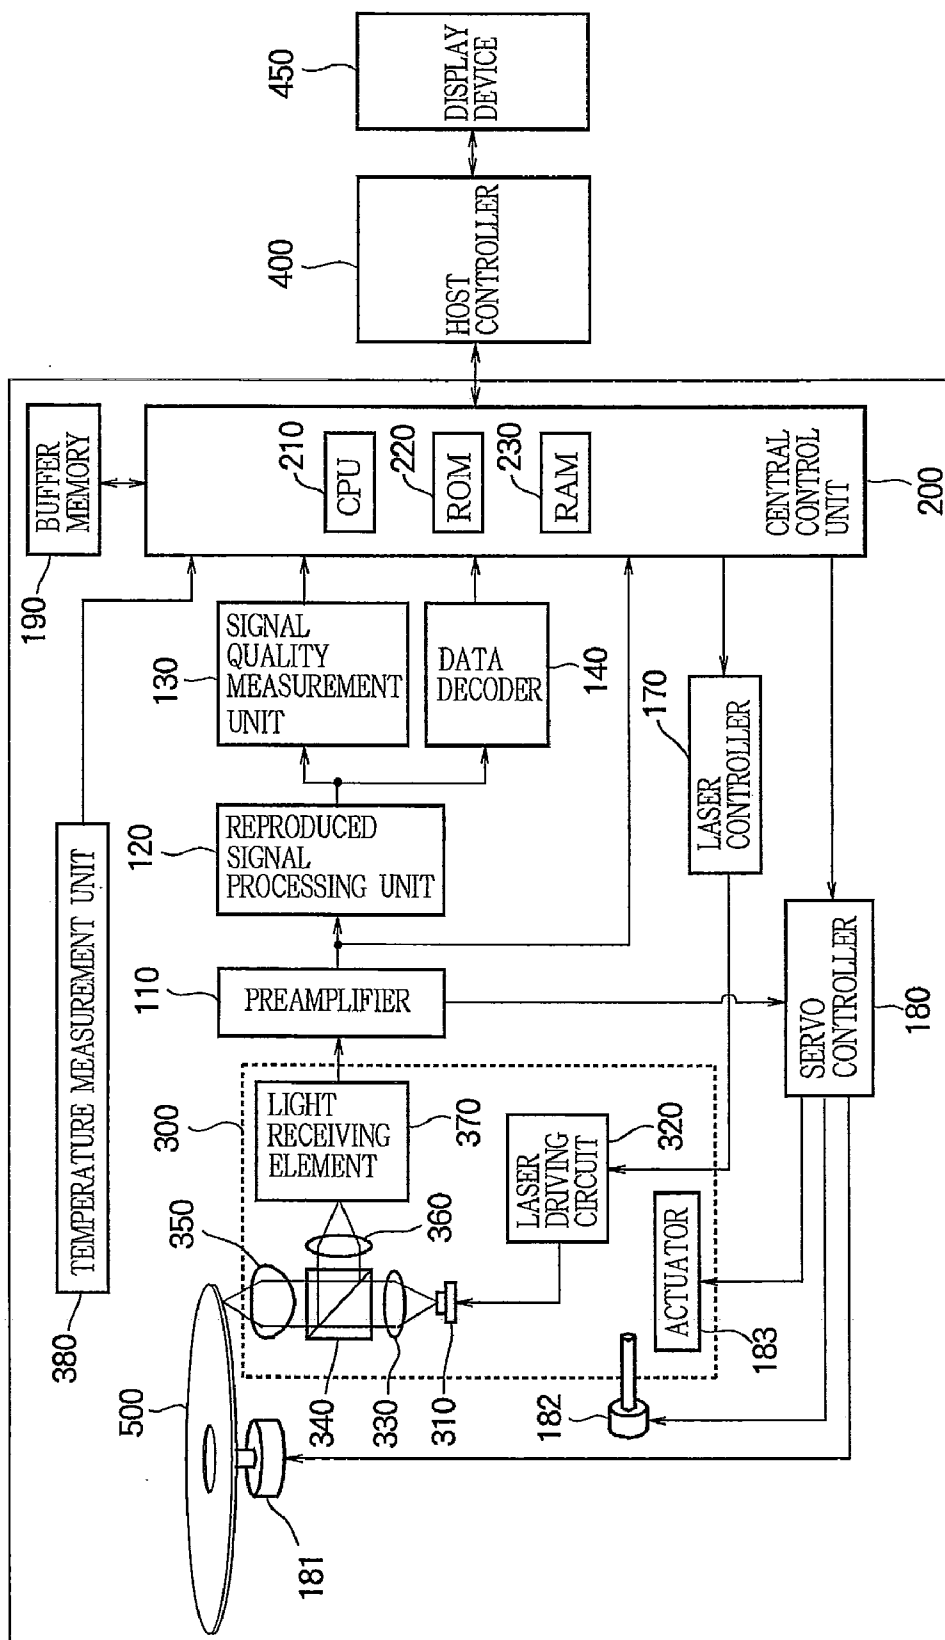 500
181
380
TEMPERATURE MEASUREMENT UNIT
190
BUFFER
MEMORY
350
300
LIGHT
RECEIVING
ELEMENT
370
360
340
330
310
110
PREAMPLIFIER
120
REPRODUCED
SIGNAL
PROCESSING UNIT
130
SIGNAL
QUALITY
MEASUREMENT
UNIT
DATA
DECODER
140
210
CPU
220
ROM
230
RAM
CENTRAL
CONTROL
UNIT
200
400
HOST
CONTROLLER
450
DISPLAY
DEVICE
182
ACTUATOR
183
LASER
DRIVING
CIRCUIT
320
170
LASER
CONTROLLER
SERVO
CONTROLLER
180